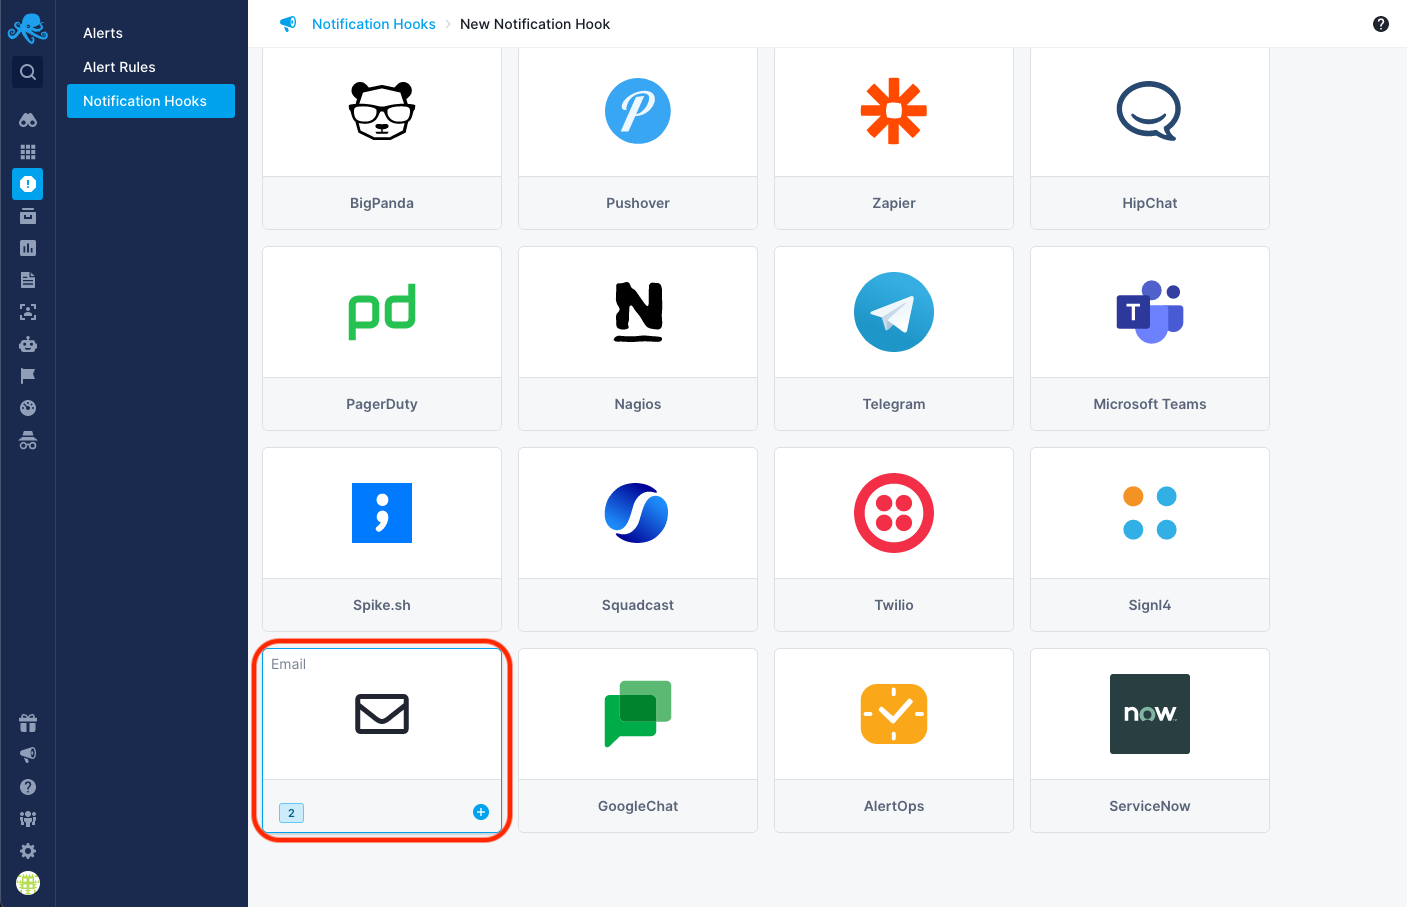 Alerts
Alert Rules
Notification Hooks
Notification Hooks > New Notification Hook
BigPanda
Pushover
Zapier
HipChat
pd
N
T
PagerDuty
Nagios
Telegram
Microsoft Teams
Spike.sh
Squadcast
Twilio
Signl4
Email
now.
2
GoogleChat
AlertOps
ServiceNow